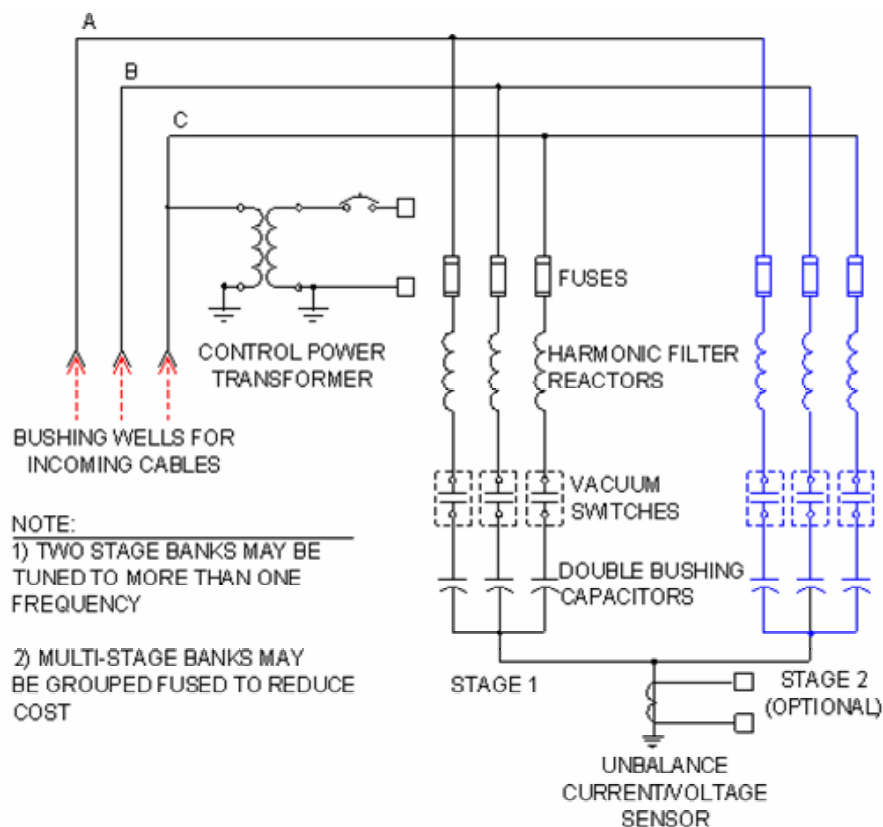 A
B
C
FUSES
CONTROL POWER
TRANSFORMER
HARMONIC FILTER
REACTORS
BUSHING WELLS FOR
INCOMING CABLES
VACUUM
SWITCHES
NOTE:
1) TWO STAGE BANKS MAY BE
TUNED TO MORE THAN ONE
FREQUENCY
DOUBLE BUSHING
CAPACITORS
2) MULTI-STAGE BANKS MAY
BE GROUPED FUSED TO REDUCE
COST
STAGE 1
STAGE 2
(OPTIONAL)
UNBALANCE
CURRENT/VOLTAGE
SENSOR